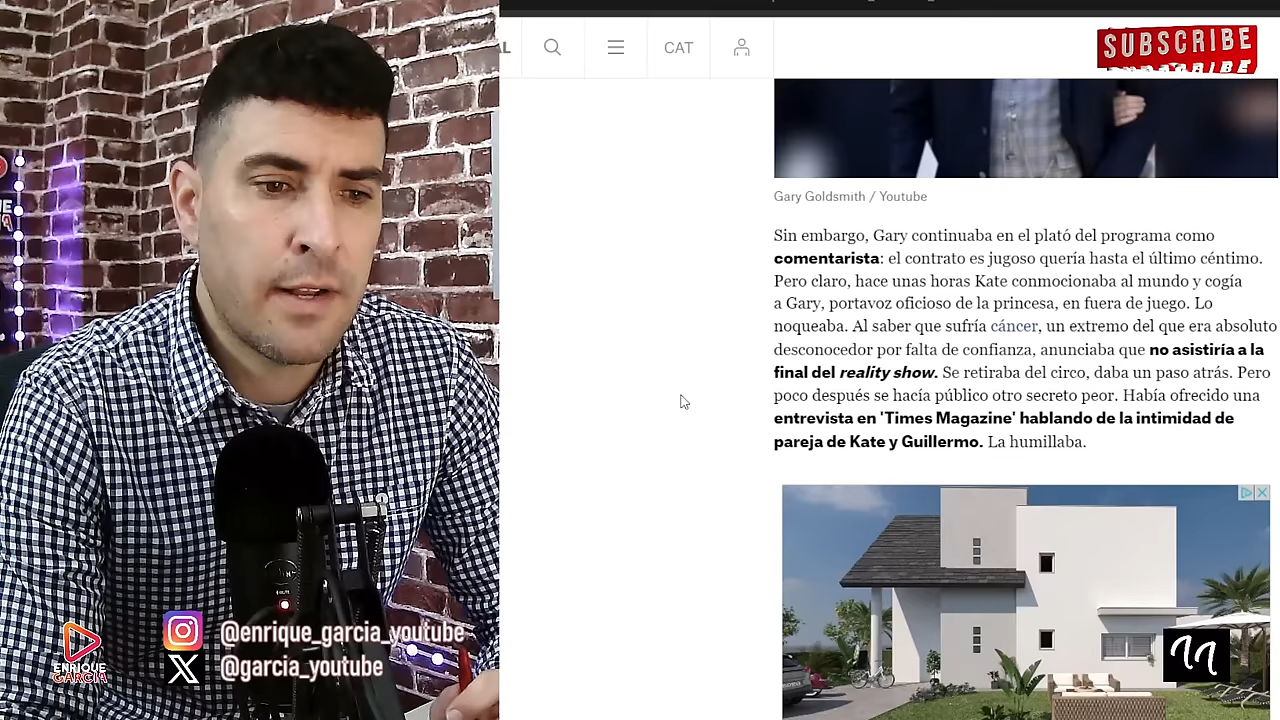 AL
CAT
SUBSCRIBE
SUBSCRIBE
Gary Goldsmith / Youtube
Sin embargo, Gary continuaba en el plató del programa como
comentarista: el contrato es jugoso quería hasta el último céntimo.
Pero claro, hace unas horas Kate conmocionaba al mundo y cogía
a Gary, portavoz oficioso de la princesa, en fuera de juego. Lo
noqueaba. Al saber que sufría cáncer, un extremo del que era absoluto
desconocedor por falta de confianza, anunciaba que no asistiría a la
final del reality show. Se retiraba del circo, daba un paso atrás. Pero
poco después se hacía público otro secreto peor. Había ofrecido una
entrevista en 'Times Magazine' hablando de la intimidad de
pareja de Kate y Guillermo. La humillaba.
@enrique_garcia_youtube
@garcia_youtube
ENRIQUE
GARCIA